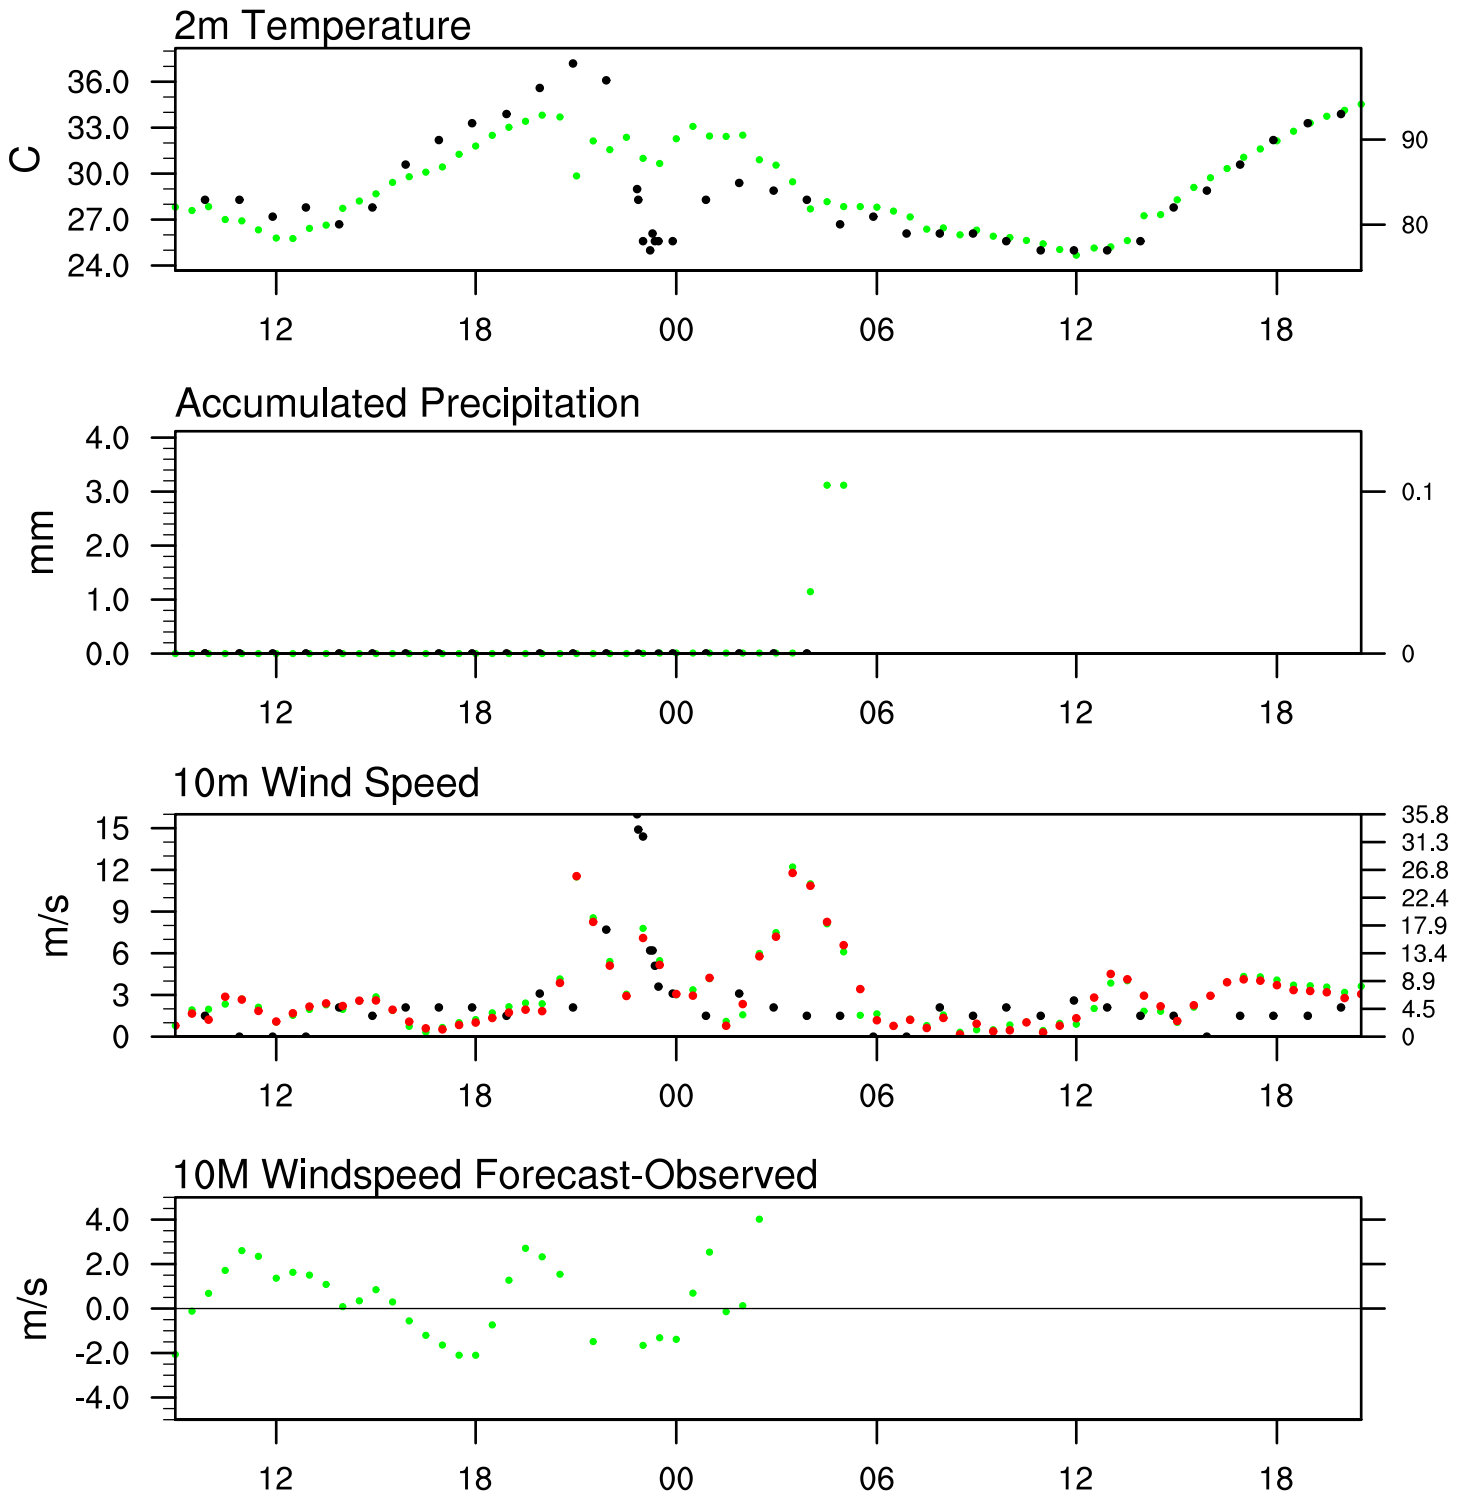 2m Temperature
C
36.0
33.0
30.0
27.0
24.0
90
80
12 18 00 06 12 18
Accumulated Precipitation
mm
4.0
3.0
2.0
1.0
0.0
0.1
0
12 18 00 06 12 18
10m Wind Speed
m/s
15
12
9
6
3
0
35.8
31.3
26.8
22.4
17.9
13.4
8.9
4.5
0
12 18 00 06 12 18
10M Windspeed Forecast-Observed
m/s
4.0
2.0
0.0
-2.0
-4.0
12 18 00 06 12 18